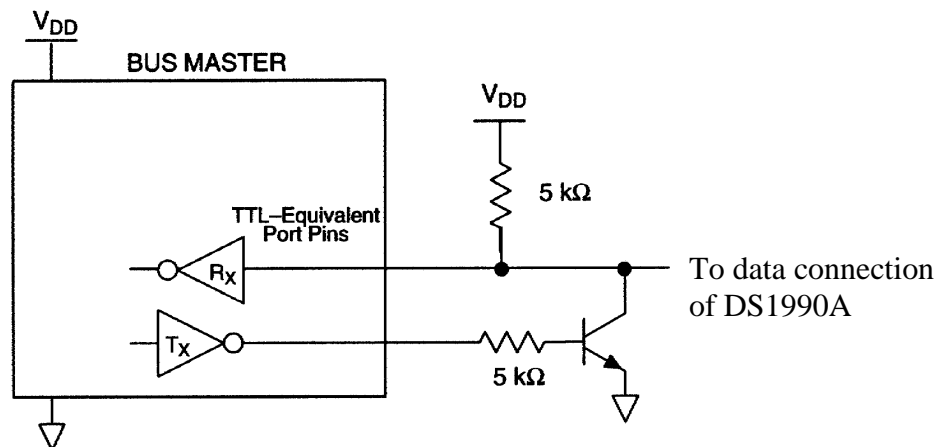 VDD
BUS MASTER
VDD
5 kΩ
TTL–Equivalent
Port Pins
RX
To data connection
of DS1990A
TX
5 kΩ